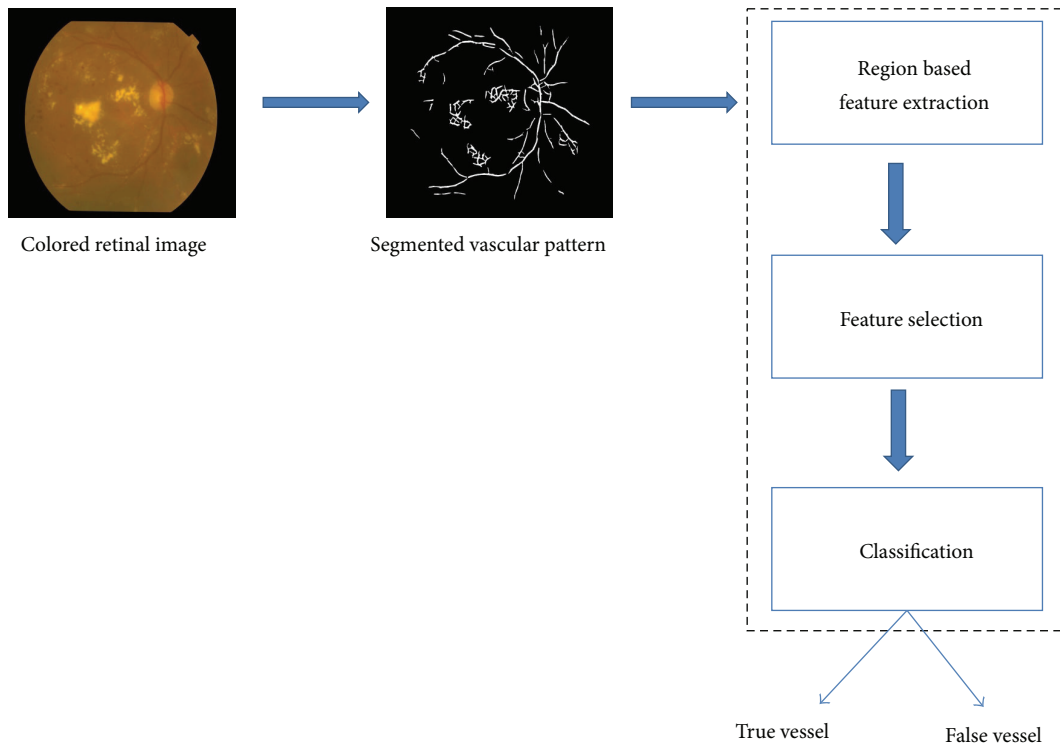 Colored retinal image
Segmented vascular pattern
Region based
feature extraction
Feature selection
Classification
True vessel
False vessel